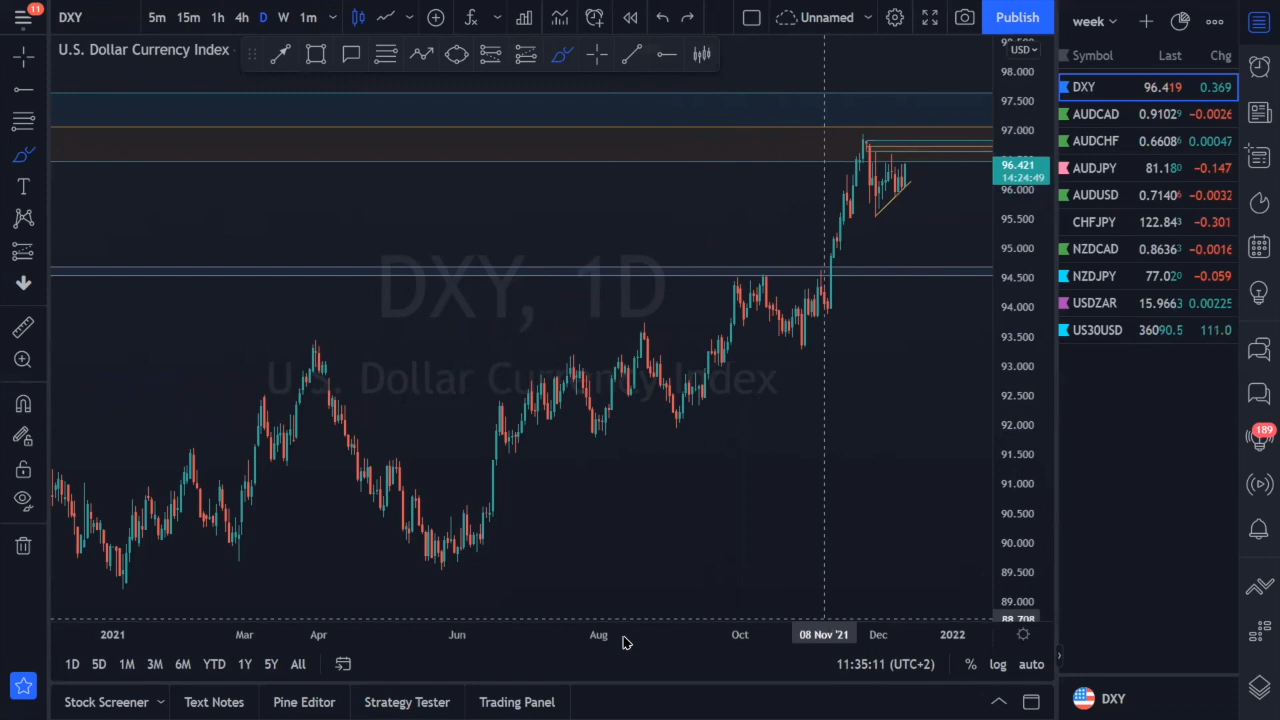 11
DXY 5m 15m 1h 4h D W 1m Unnamed Publish week
U.S. Dollar Currency Index
USD
98.000
97.500
97.000
96.421
14:24:49
96.000
95.500
95.000
94.500
94.000
93.500
93.000
92.500
92.000
91.500
91.000
90.500
90.000
89.500
89.000
88.708
DXY, 1D
U.S. Dollar Currency Index
2021 Mar Apr Jun Aug Oct 08 Nov '21 Dec 2022
1D 5D 1M 3M 6M YTD 1Y 5Y All 11:35:11 (UTC+2) % log auto
Stock Screener Text Notes Pine Editor Strategy Tester Trading Panel
Symbol Last Chg
DXY 96.419 0.369
AUDCAD 0.91029 −0.0026
AUDCHF 0.66086 0.00047
AUDJPY 81.180 −0.147
AUDUSD 0.71406 −0.0032
CHFJPY 122.843 −0.301
NZDCAD 0.86363 −0.0016
NZDJPY 77.020 −0.059
USDZAR 15.9663 0.00225
US30USD 36090.5 111.0
189
DXY